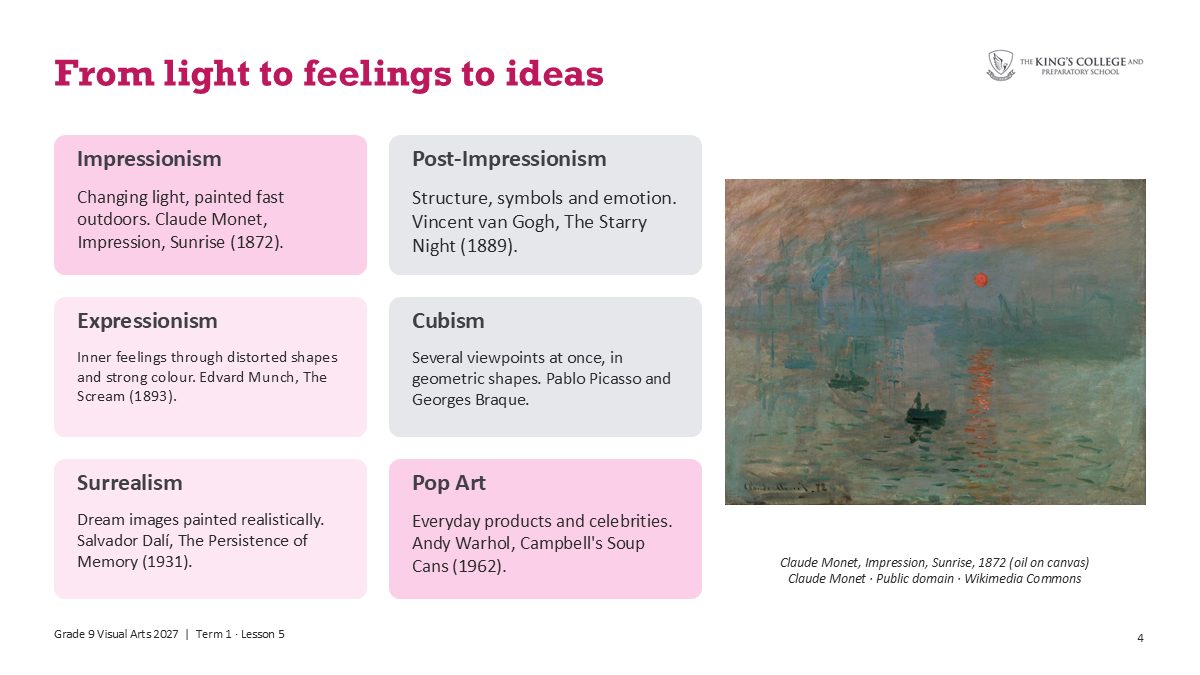 From light to feelings to ideas
THE KING'S COLLEGE AND
PREPARATORY SCHOOL
Impressionism
Changing light, painted fast
outdoors. Claude Monet,
Impression, Sunrise (1872).
Post-Impressionism
Structure, symbols and emotion.
Vincent van Gogh, The Starry
Night (1889).
Expressionism
Inner feelings through distorted shapes
and strong colour. Edvard Munch, The
Scream (1893).
Cubism
Several viewpoints at once, in
geometric shapes. Pablo Picasso and
Georges Braque.
Surrealism
Dream images painted realistically.
Salvador Dalí, The Persistence of
Memory (1931).
Pop Art
Everyday products and celebrities.
Andy Warhol, Campbell's Soup
Cans (1962).
Claude Monet, Impression, Sunrise, 1872 (oil on canvas)
Claude Monet · Public domain · Wikimedia Commons
Grade 9 Visual Arts 2027 | Term 1 · Lesson 5
4